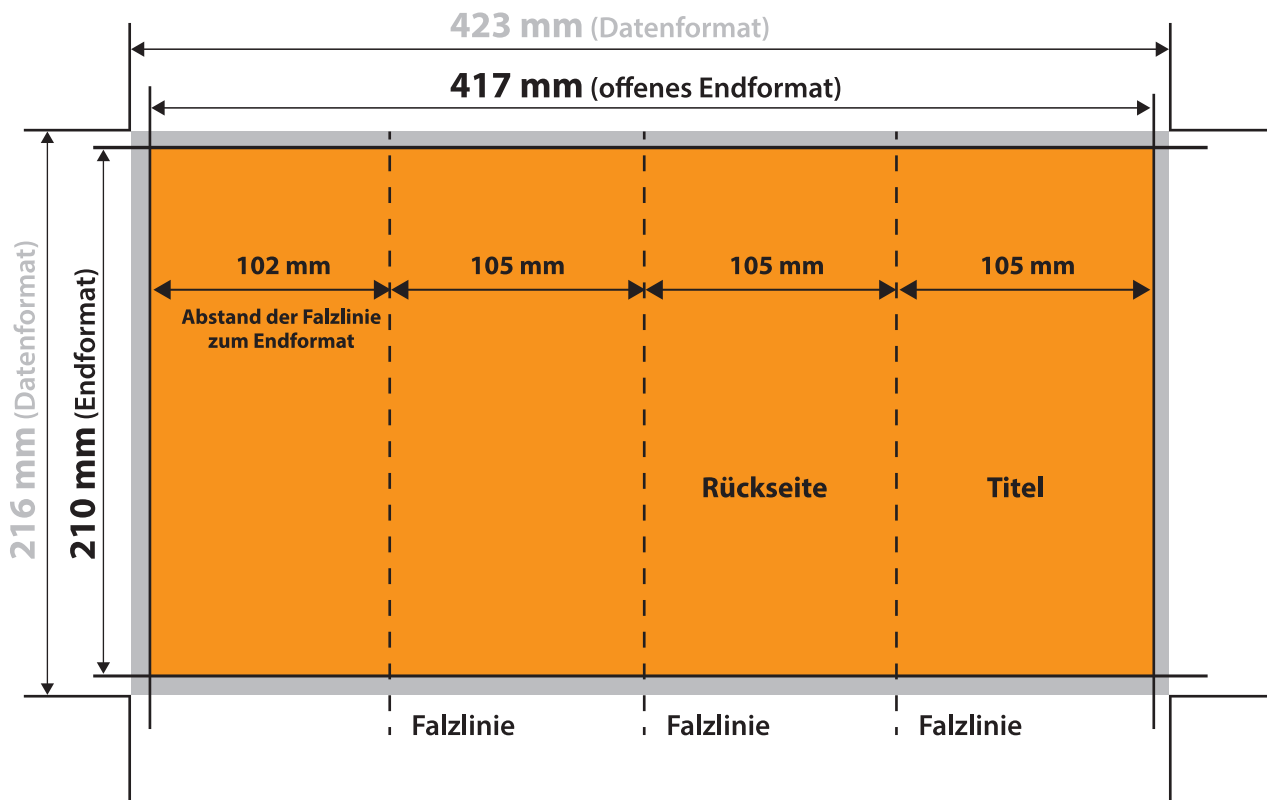 423 mm (Datenformat)
417 mm (offenes Endformat)
216 mm (Datenformat)
210 mm (Endformat)
102 mm
105 mm
105 mm
105 mm
Abstand der Falzlinie
zum Endformat
Rückseite
Titel
Falzlinie
Falzlinie
Falzlinie